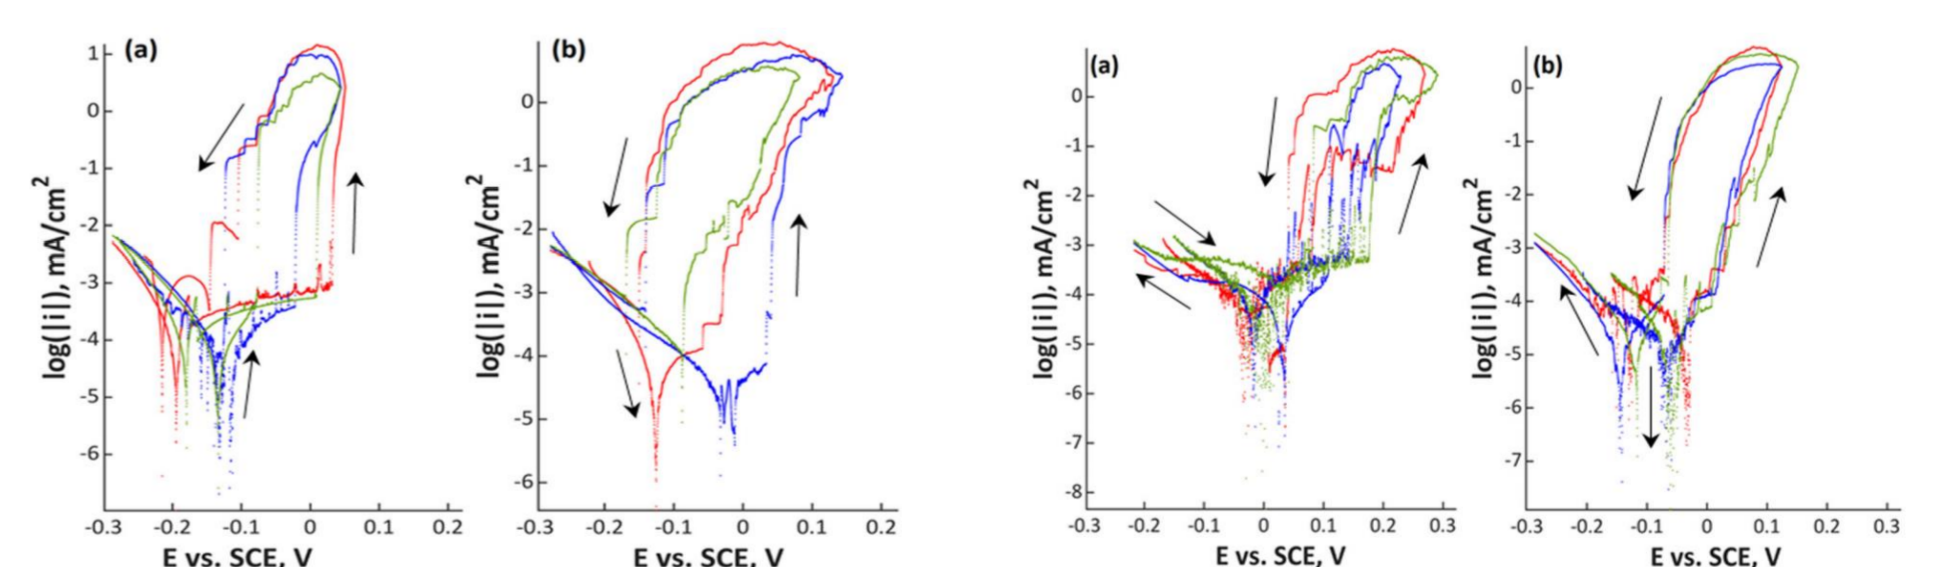 (a)
1
0
-1
-2
-3
-4
-5
-6
-0.3 -0.2 -0.1 0 0.1 0.2
log(|i|), mA/cm²
E vs. SCE, V
(b)
0
-1
-2
-3
-4
-5
-6
-0.3 -0.2 -0.1 0 0.1 0.2
log(|i|), mA/cm²
E vs. SCE, V
(a)
0
-1
-2
-3
-4
-5
-6
-7
-8
-0.3 -0.2 -0.1 0 0.1 0.2 0.3
log(|i|), mA/cm²
E vs. SCE, V
(b)
0
-1
-2
-3
-4
-5
-6
-7
-0.3 -0.2 -0.1 0 0.1 0.2 0.3
log(|i|), mA/cm²
E vs. SCE, V